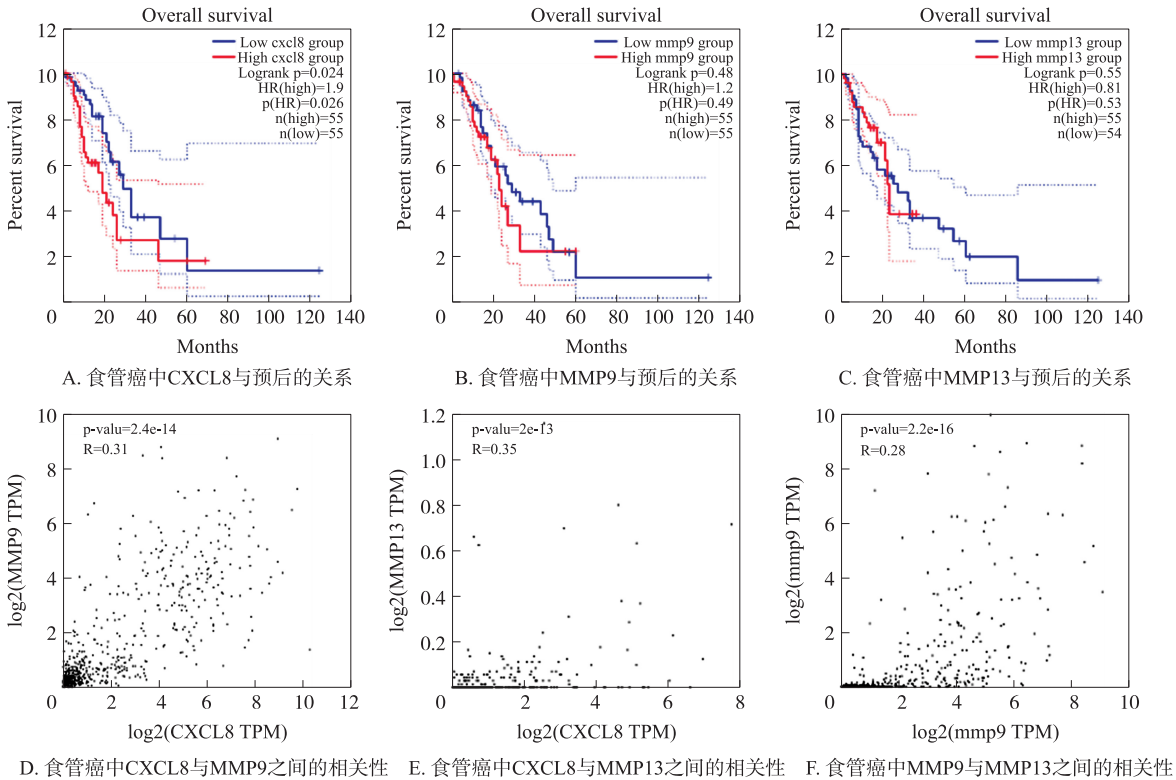 Overall survival
Low cxcl8 group
High cxcl8 group
Logrank p=0.024
HR(high)=1.9
p(HR)=0.026
n(high)=55
n(low)=55
Percent survival
10
8
6
4
2
0 20 40 60 80 100 120 140
Months
A. 食管癌中CXCL8与预后的关系
Overall survival
Low mmp9 group
High mmp9 group
Logrank p=0.48
HR(high)=1.2
p(HR)=0.49
n(high)=55
n(low)=55
Percent survival
10
8
6
4
2
0 20 40 60 80 100 120 140
Months
B. 食管癌中MMP9与预后的关系
Overall survival
Low mmp13 group
High mmp13 group
Logrank p=0.55
HR(high)=0.81
p(HR)=0.53
n(high)=55
n(low)=54
Percent survival
10
8
6
4
2
0 20 40 60 80 100 120 140
Months
C. 食管癌中MMP13与预后的关系
p-valu=2.4e-14
R=0.31
log2(MMP9 TPM)
10
8
6
4
2
0 2 4 6 8 10 12
log2(CXCL8 TPM)
D. 食管癌中CXCL8与MMP9之间的相关性
p-valu=2e-13
R=0.35
log2(MMP13 TPM)
1.2
1.0
0.8
0.6
0.4
0.2
0 2 4 6 8
log2(CXCL8 TPM)
E. 食管癌中CXCL8与MMP13之间的相关性
p-valu=2.2e-16
R=0.28
log2(mmp9 TPM)
10
8
6
4
2
0 2 4 6 8 10
log2(mmp9 TPM)
F. 食管癌中MMP9与MMP13之间的相关性